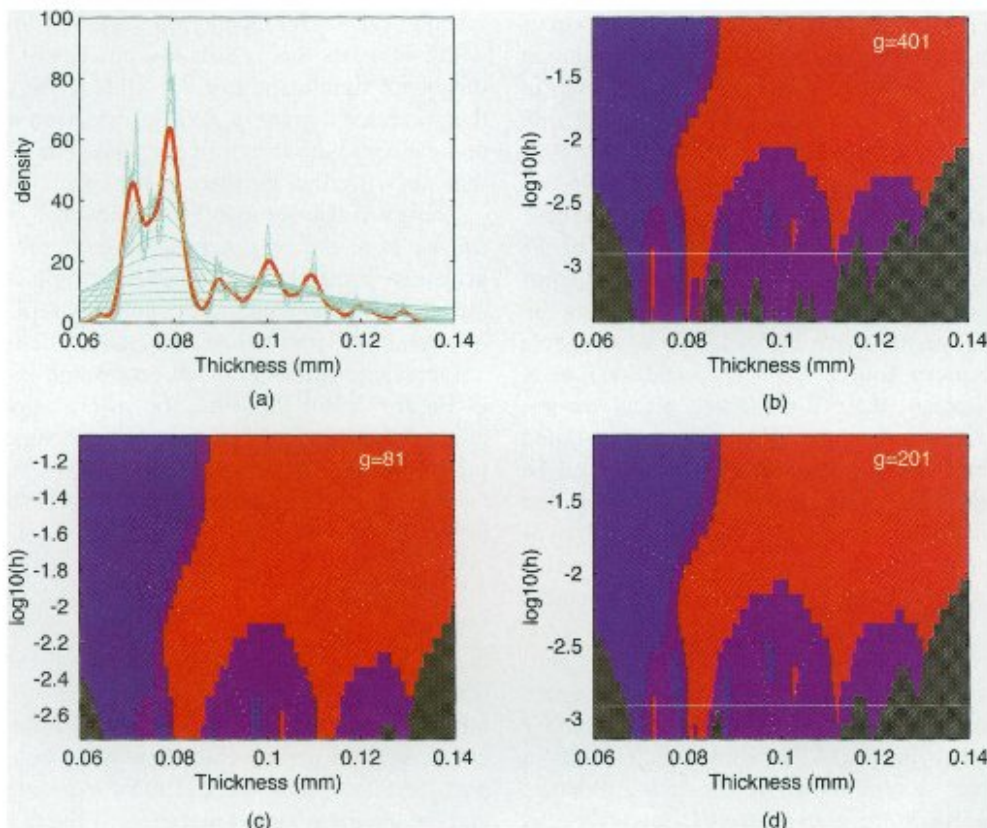 100
80
60
40
20
0
density
0.06 0.08 0.1 0.12 0.14
Thickness (mm)
(a)
g=401
-1.5
-2
-2.5
-3
log10(h)
0.06 0.08 0.1 0.12 0.14
Thickness (mm)
(b)
g=81
-1.2
-1.4
-1.6
-1.8
-2
-2.2
-2.4
-2.6
log10(h)
0.06 0.08 0.1 0.12 0.14
Thickness (mm)
(c)
g=201
-1.5
-2
-2.5
-3
log10(h)
0.06 0.08 0.1 0.12 0.14
Thickness (mm)
(d)